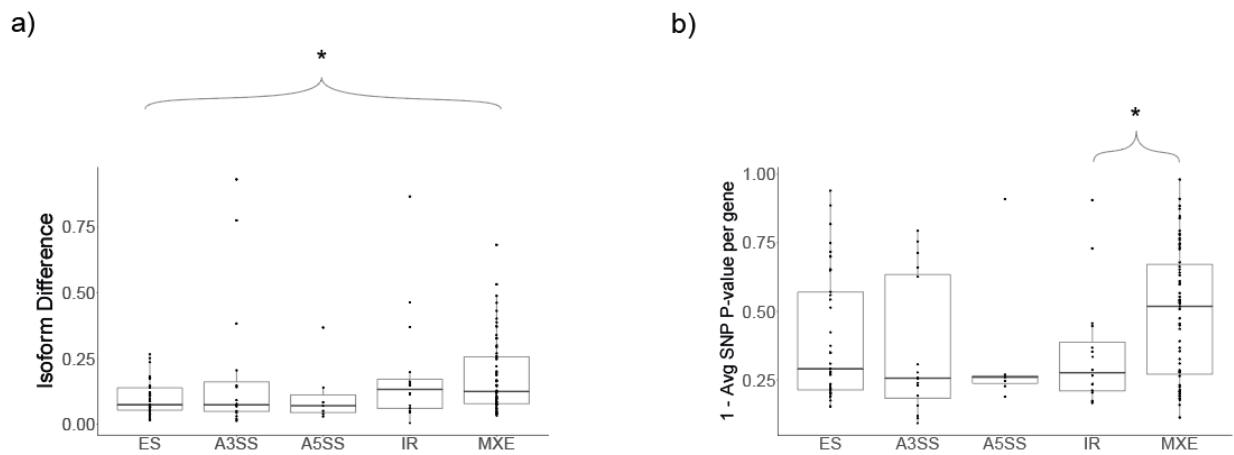 a)
*
Isoform Difference
0.75
0.50
0.25
0.00
ES A3SS A5SS IR MXE
b)
*
1 - Avg SNP P-value per gene
1.00
0.75
0.50
0.25
ES A3SS A5SS IR MXE